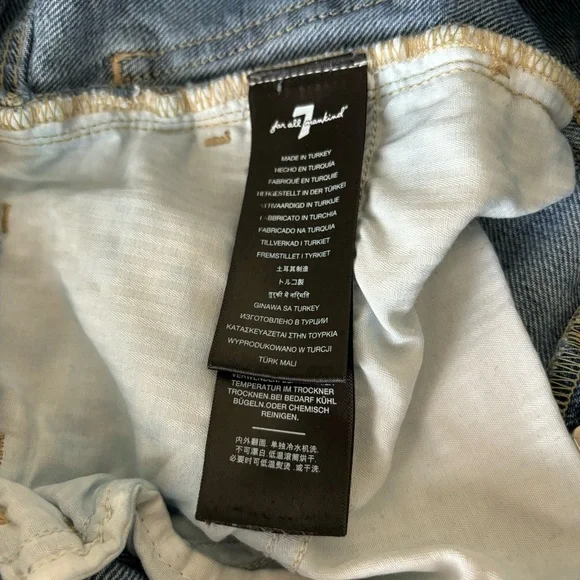 7
for all mankind®
MADE IN TURKEY
HECHO EN TURQUÍA
FABRIQUÉ EN TURQUIE
HERGESTELLT IN DER TÜRKEI
VERVAARDIGD IN TURKIJE
FABBRICATO IN TURCHIA
FABRICADO NA TURQUIA
TILLVERKAD I TURKIET
FREMSTILLET I TYRKIET
土耳其制造
トルコ製
तुर्की में निर्मित
GINAWA SA TURKEY
ИЗГОТОВЛЕНО В ТУРЦИИ
ΚΑΤΑΣΚΕΥΑΖΕΤΑΙ ΣΤΗΝ ΤΟΥΡΚΙΑ
WYPRODUKOWANO W TURCJI
TÜRK MALI
TEMPERATUR IM TROCKNER
TROCKNEN.BEI BEDARF KÜHL
BÜGELN.ODER CHEMISCH
REINIGEN.
内外翻面. 单独冷水机洗.
不可漂白.低温滚筒烘干.
必要时可低温熨烫 .或干洗.